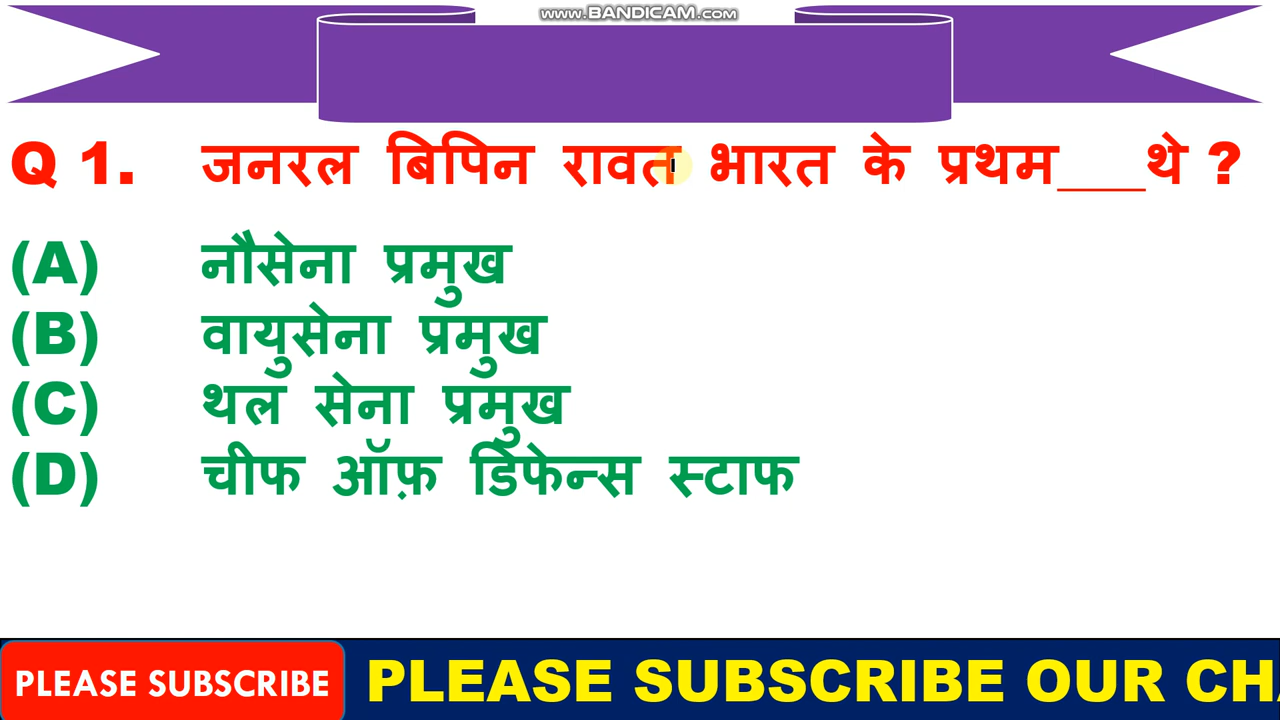 www.BANDICAM.com
Q 1. जनरल बिपिन रावत भारत के प्रथम___थे ?
(A) नौसेना प्रमुख
(B) वायुसेना प्रमुख
(C) थल सेना प्रमुख
(D) चीफ ऑफ़ डिफेन्स स्टाफ
PLEASE SUBSCRIBE PLEASE SUBSCRIBE OUR CH